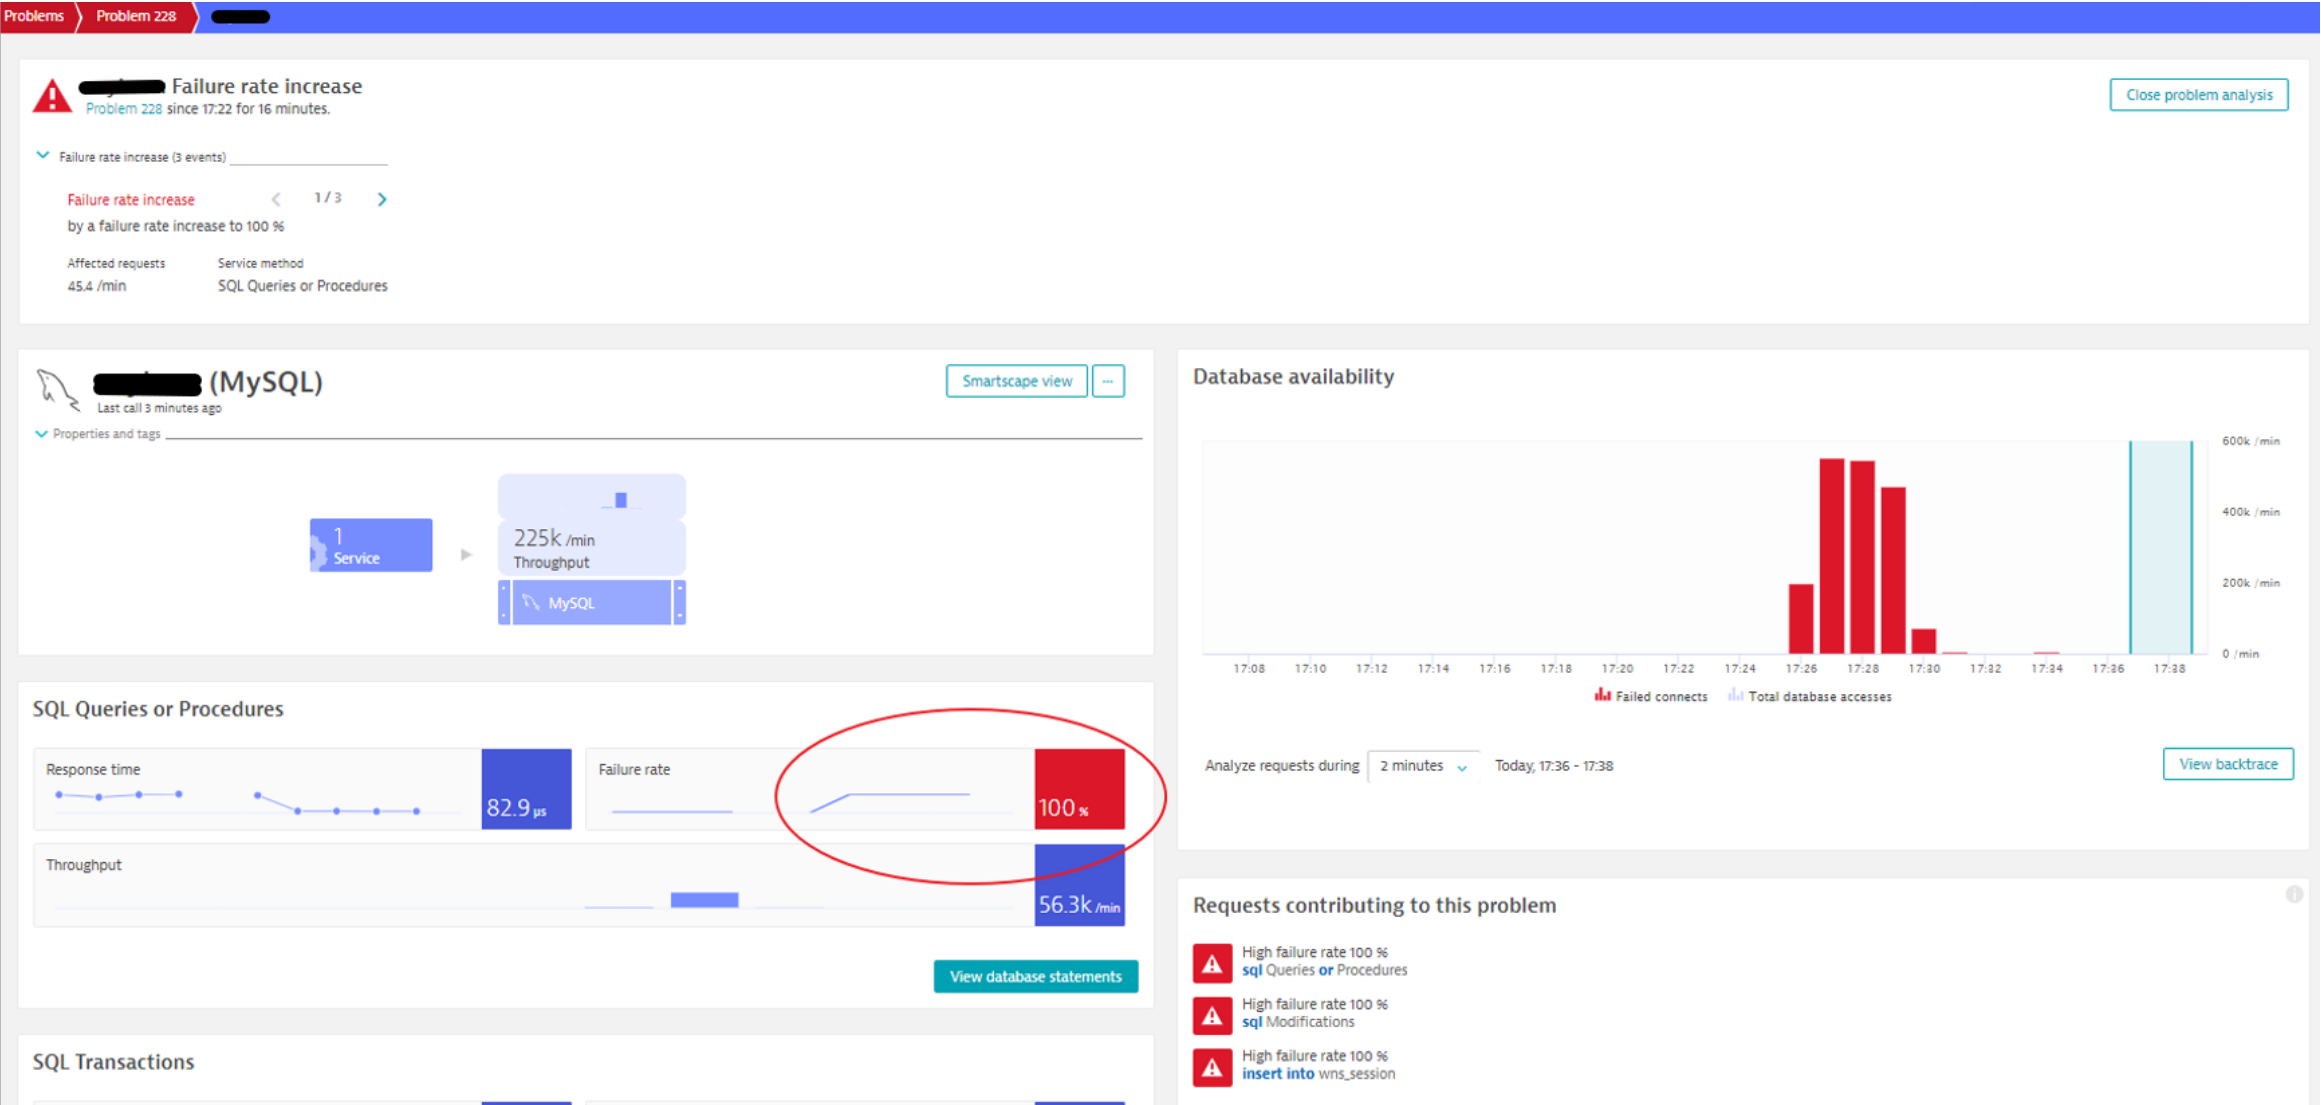 Problems
Problem 228
Failure rate increase
Problem 228 since 17:22 for 16 minutes.
Close problem analysis
Failure rate increase (3 events)
Failure rate increase
1 / 3
by a failure rate increase to 100 %
Affected requests
Service method
45.4 /min
SQL Queries or Procedures
(MySQL)
Last call 3 minutes ago
Smartscape view
...
Properties and tags
1
Service
225k /min
Throughput
MySQL
SQL Queries or Procedures
Response time
82.9 µs
Failure rate
100 %
Throughput
56.3k /min
View database statements
SQL Transactions
Database availability
600k /min
400k /min
200k /min
0 /min
17:08 17:10 17:12 17:14 17:16 17:18 17:20 17:22 17:24 17:26 17:28 17:30 17:32 17:34 17:36 17:38
Failed connects Total database accesses
Analyze requests during 2 minutes Today, 17:36 - 17:38
View backtrace
Requests contributing to this problem
High failure rate 100 %
sql Queries or Procedures
High failure rate 100 %
sql Modifications
High failure rate 100 %
insert into wns_session